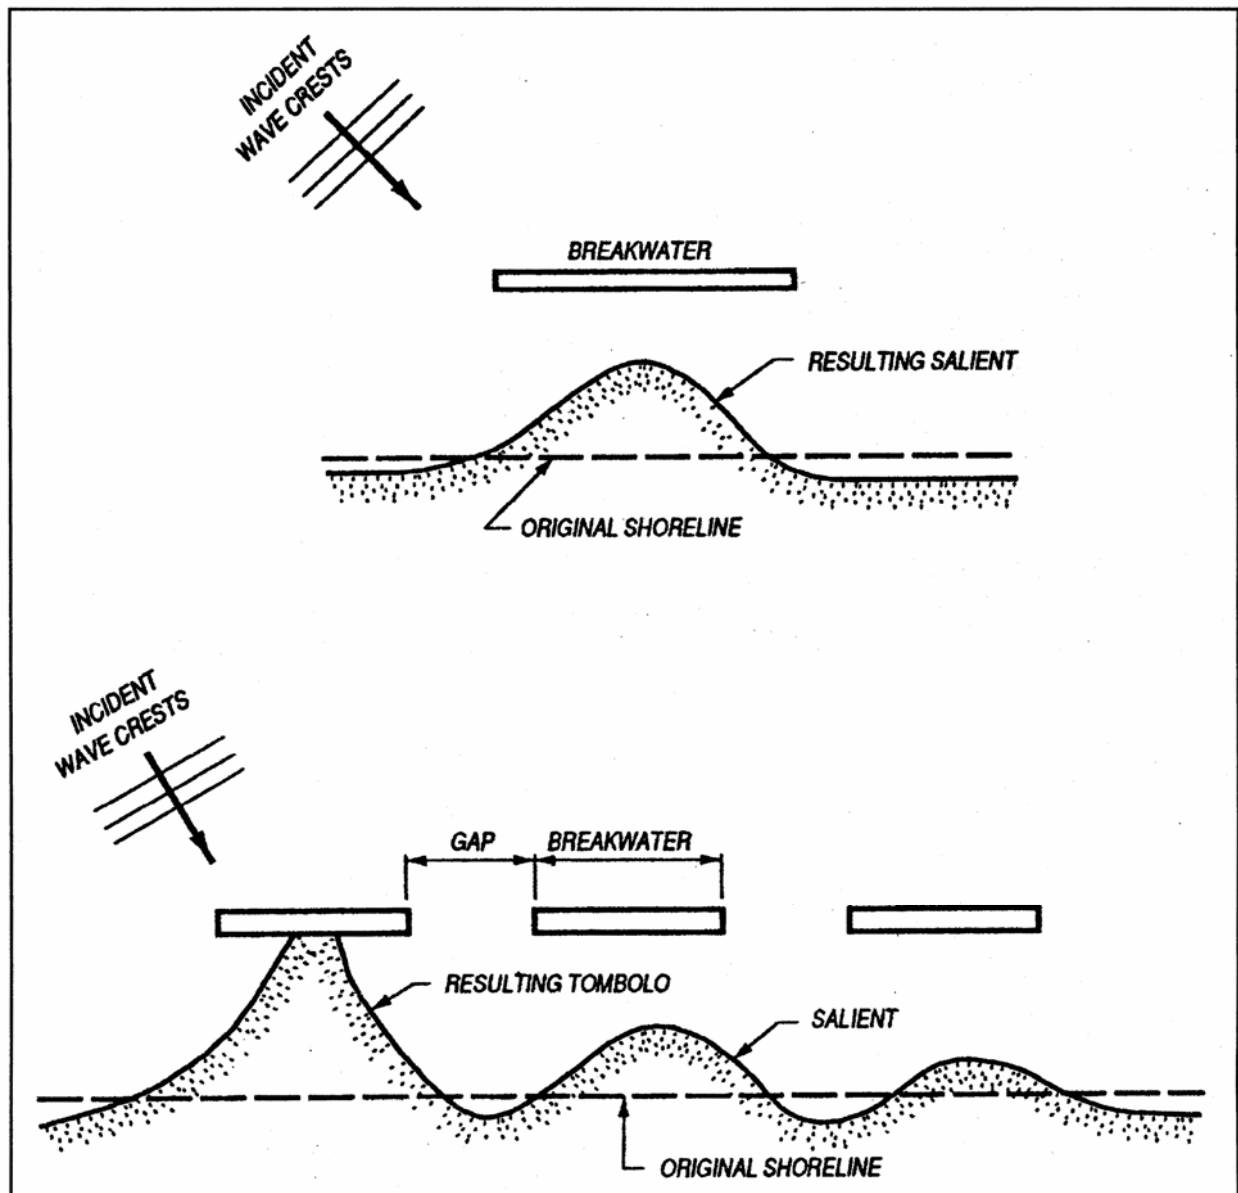 INCIDENT
WAVE CRESTS
BREAKWATER
RESULTING SALIENT
ORIGINAL SHORELINE
INCIDENT
WAVE CRESTS
GAP
BREAKWATER
RESULTING TOMBOLO
SALIENT
ORIGINAL SHORELINE